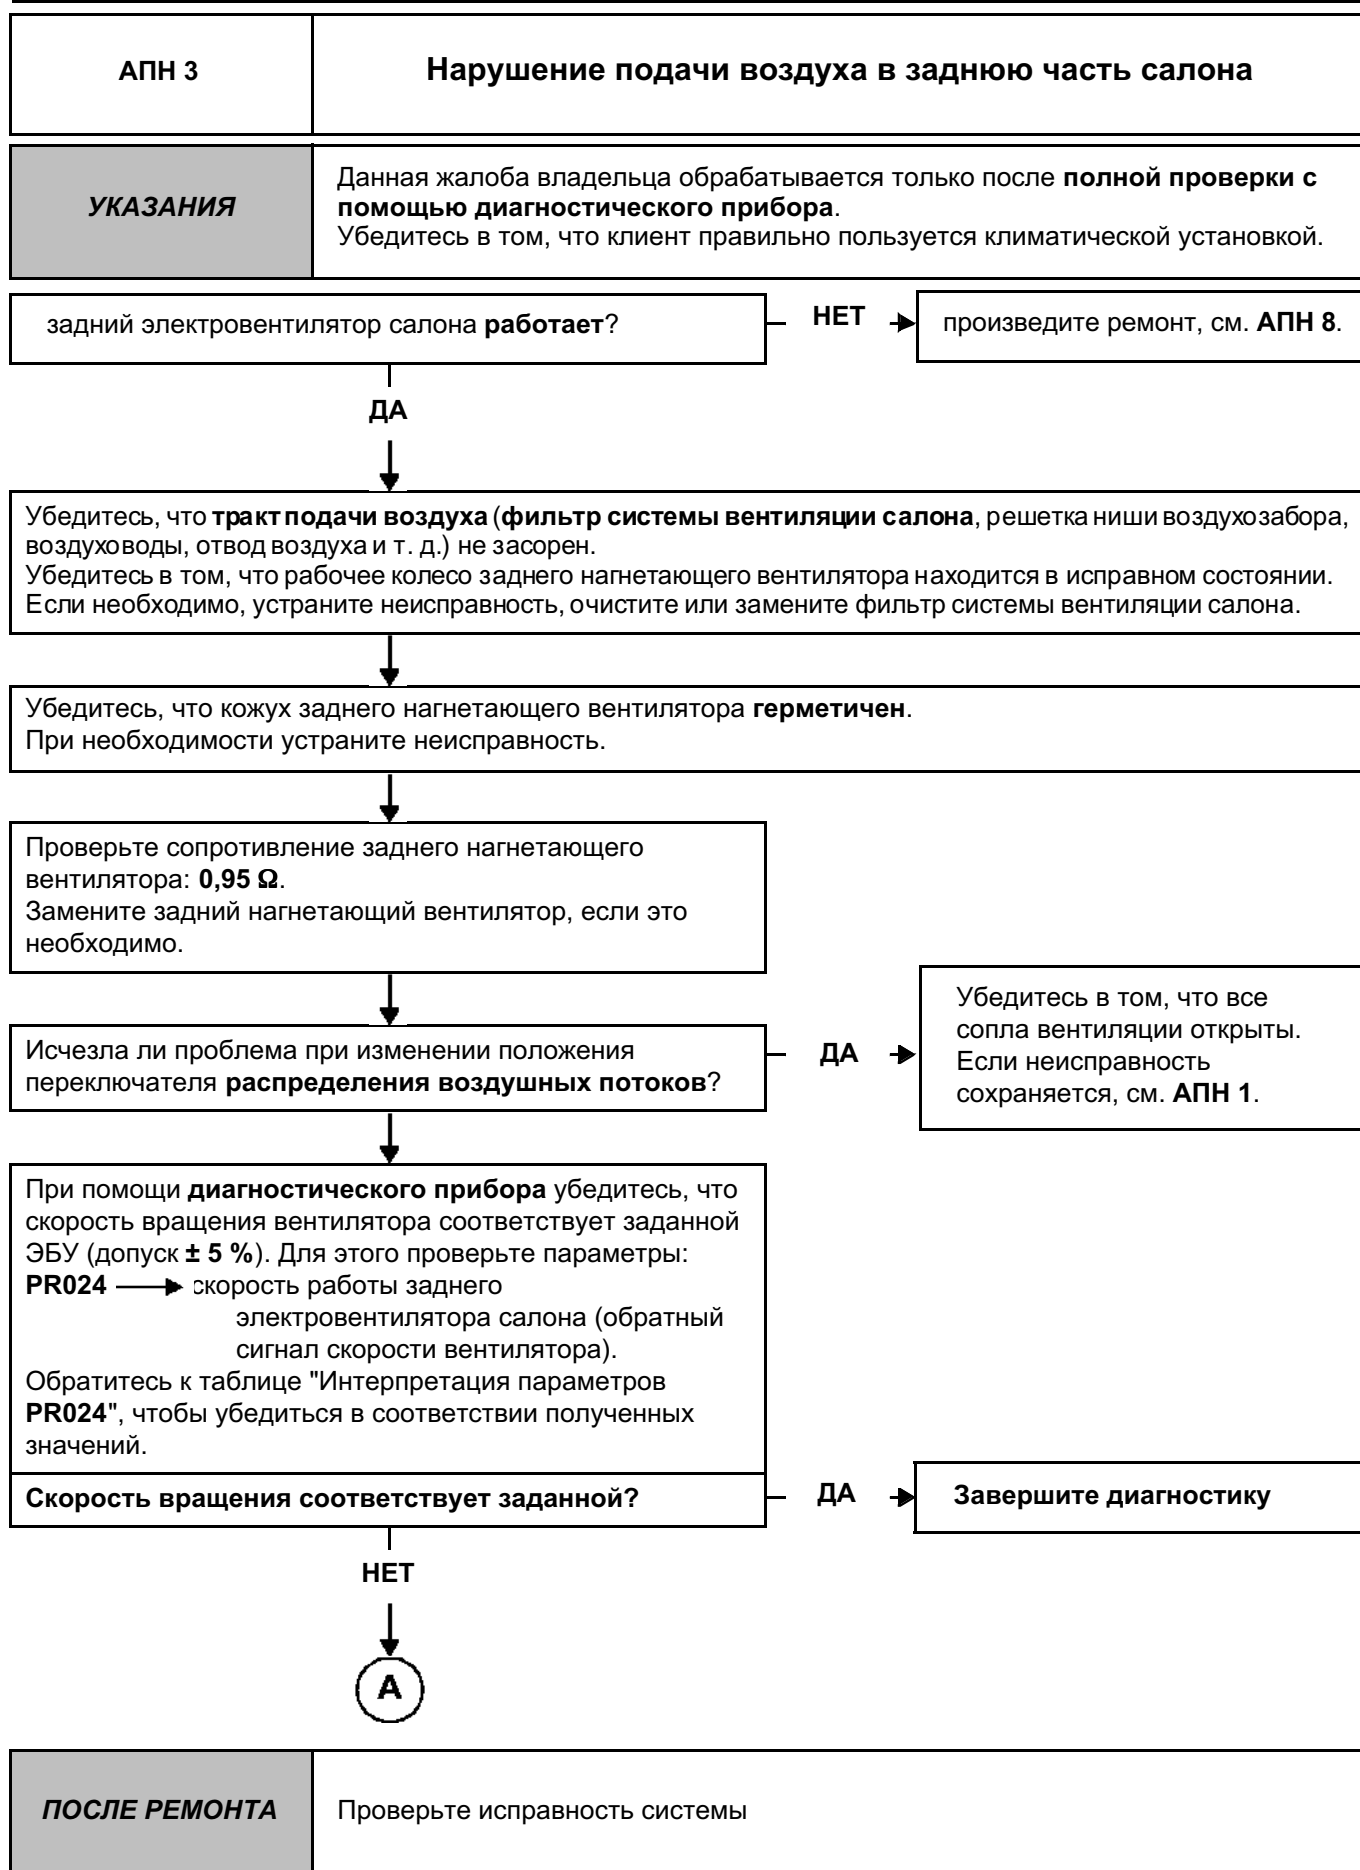 АПН 3
Нарушение подачи воздуха в заднюю часть салона
УКАЗАНИЯ
Данная жалоба владельца обрабатывается только после полной проверки с
помощью диагностического прибора.
Убедитесь в том, что клиент правильно пользуется климатической установкой.
задний электровентилятор салона работает?
НЕТ
произведите ремонт, см. АПН 8.
ДА
Убедитесь, что тракт подачи воздуха (фильтр системы вентиляции салона, решетка ниши воздухозабора,
воздуховоды, отвод воздуха и т. д.) не засорен.
Убедитесь в том, что рабочее колесо заднего нагнетающего вентилятора находится в исправном состоянии.
Если необходимо, устраните неисправность, очистите или замените фильтр системы вентиляции салона.
Убедитесь, что кожух заднего нагнетающего вентилятора герметичен.
При необходимости устраните неисправность.
Проверьте сопротивление заднего нагнетающего
вентилятора: 0,95 Ω.
Замените задний нагнетающий вентилятор, если это
необходимо.
Исчезла ли проблема при изменении положения
переключателя распределения воздушных потоков?
ДА
Убедитесь в том, что все
сопла вентиляции открыты.
Если неисправность
сохраняется, см. АПН 1.
При помощи диагностического прибора убедитесь, что
скорость вращения вентилятора соответствует заданной
ЭБУ (допуск ± 5 %). Для этого проверьте параметры:
PR024 → скорость работы заднего
электровентилятора салона (обратный
сигнал скорости вентилятора).
Обратитесь к таблице "Интерпретация параметров
PR024", чтобы убедиться в соответствии полученных
значений.
Скорость вращения соответствует заданной?
ДА
Завершите диагностику
НЕТ
А
ПОСЛЕ РЕМОНТА
Проверьте исправность системы